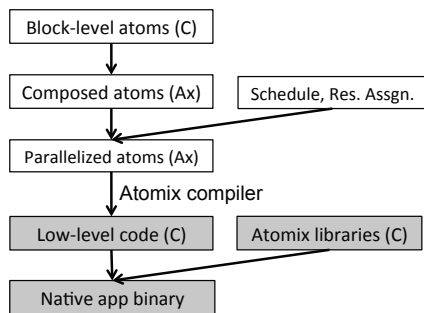 Block-level atoms (C)
Composed atoms (Ax)
Schedule, Res. Assgn.
Parallelized atoms (Ax)
Atomix compiler
Low-level code (C)
Atomix libraries (C)
Native app binary